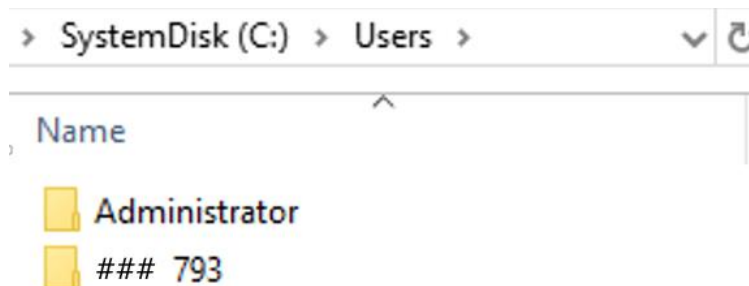 > SystemDisk (C:) > Users >
Name
Administrator
### 793